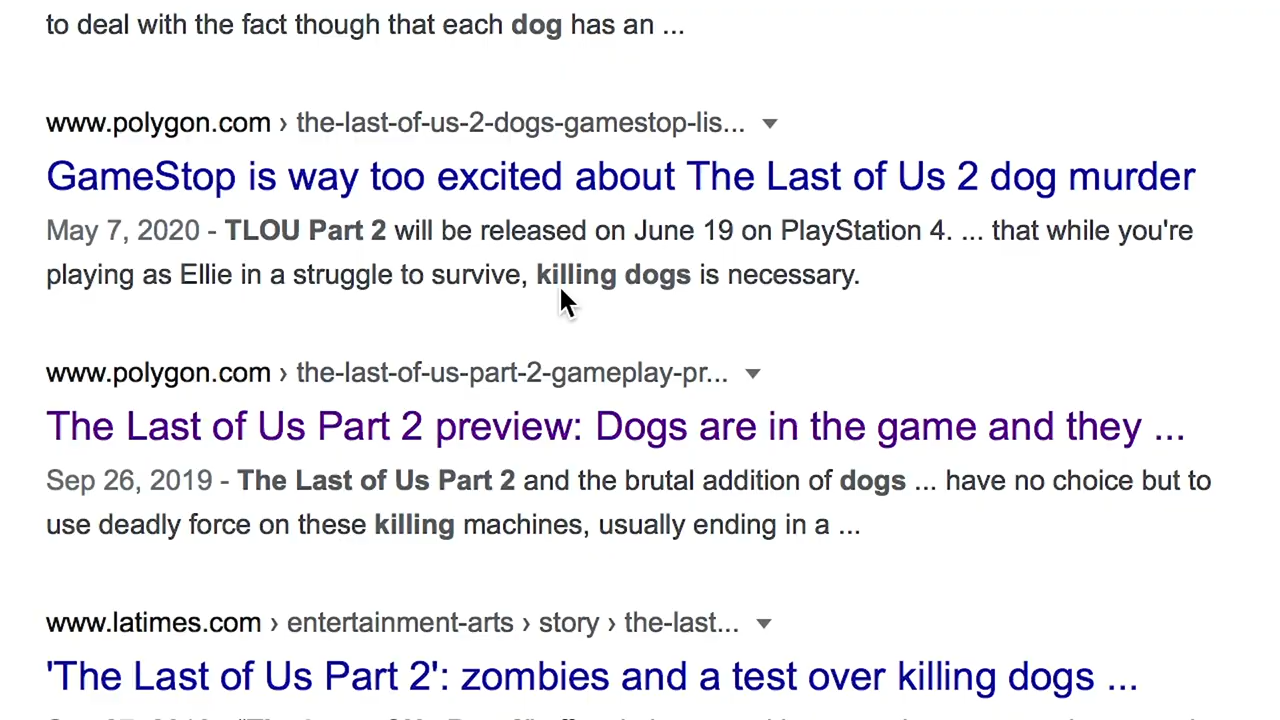 to deal with the fact though that each dog has an ...
www.polygon.com › the-last-of-us-2-dogs-gamestop-lis...
GameStop is way too excited about The Last of Us 2 dog murder
May 7, 2020 - TLOU Part 2 will be released on June 19 on PlayStation 4. ... that while you're
playing as Ellie in a struggle to survive, killing dogs is necessary.
www.polygon.com › the-last-of-us-part-2-gameplay-pr...
The Last of Us Part 2 preview: Dogs are in the game and they ...
Sep 26, 2019 - The Last of Us Part 2 and the brutal addition of dogs ... have no choice but to
use deadly force on these killing machines, usually ending in a ...
www.latimes.com › entertainment-arts › story › the-last...
'The Last of Us Part 2': zombies and a test over killing dogs ...